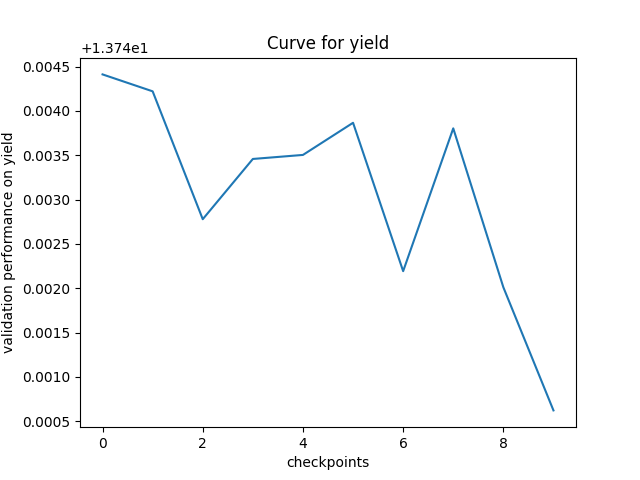 Curve for yield
+1.374e1
0.0045
0.0040
0.0035
0.0030
0.0025
0.0020
0.0015
0.0010
0.0005
validation performance on yield
0 2 4 6 8
checkpoints